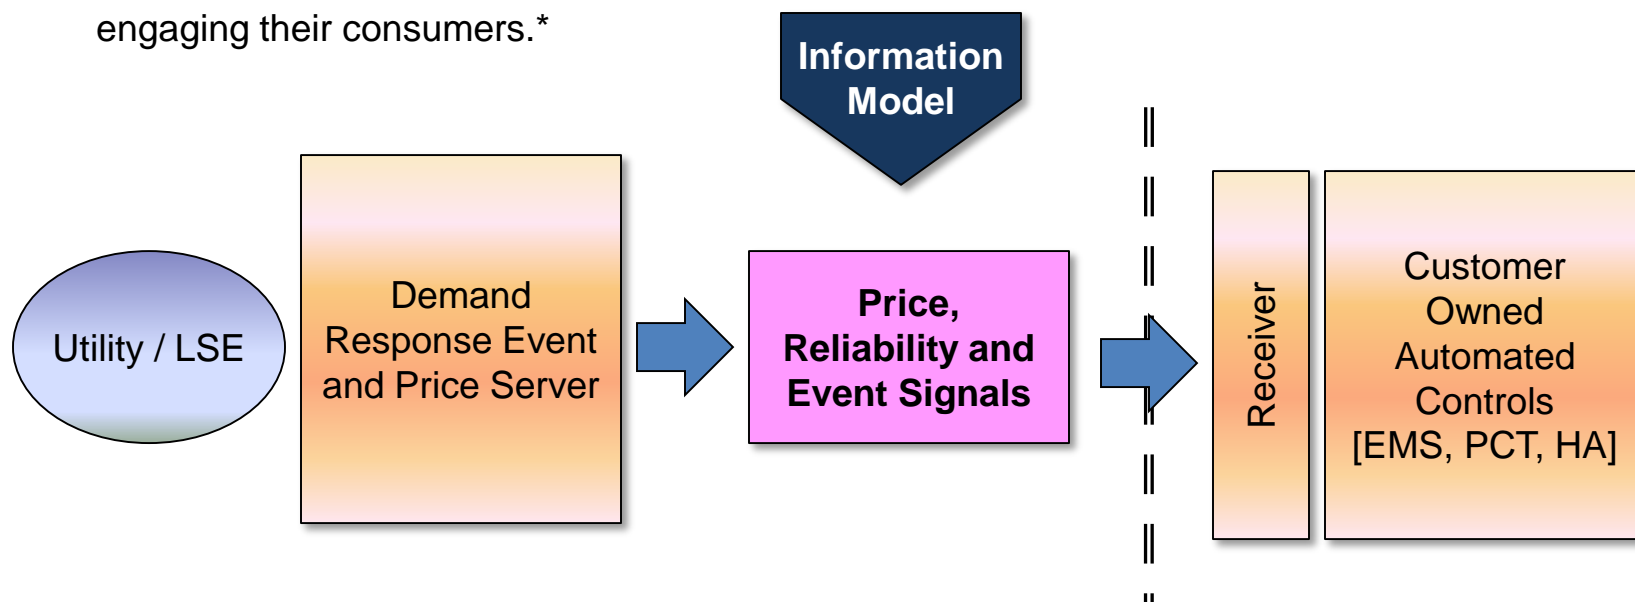 engaging their consumers.*
Information
Model
Utility / LSE
Demand
Response Event
and Price Server
Price,
Reliability and
Event Signals
Receiver
Customer
Owned
Automated
Controls
[EMS, PCT, HA]